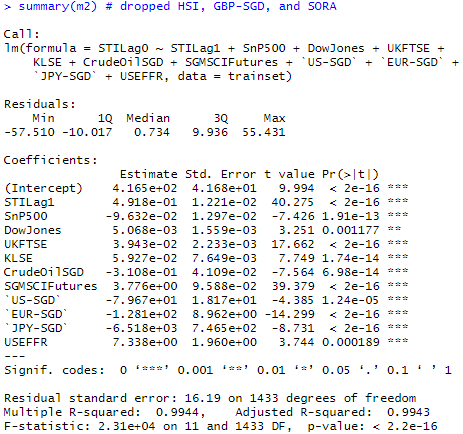 > summary(m2) # dropped HSI, GBP-SGD, and SORA
Call:
lm(formula = STILag0 ~ STILag1 + SnP500 + DowJones + UKFTSE +
    KLSE + CrudeOilSGD + SGMSCIFutures + `US-SGD` + `EUR-SGD` +
    `JPY-SGD` + USEFFR, data = trainset)
Residuals:
    Min      1Q  Median      3Q     Max
-57.510 -10.017   0.734   9.936  55.431
Coefficients:
                Estimate Std. Error t value Pr(>|t|)
(Intercept)    4.165e+02  4.168e+01   9.994  < 2e-16 ***
STILag1        4.918e-01  1.221e-02  40.275  < 2e-16 ***
SnP500        -9.632e-02  1.297e-02  -7.426 1.91e-13 ***
DowJones       5.068e-03  1.559e-03   3.251 0.001177 **
UKFTSE         3.943e-02  2.233e-03  17.662  < 2e-16 ***
KLSE           5.927e-02  7.649e-03   7.749 1.74e-14 ***
CrudeOilSGD   -3.108e-01  4.109e-02  -7.564 6.98e-14 ***
SGMSCIFutures  3.776e+00  9.588e-02  39.379  < 2e-16 ***
`US-SGD`      -7.967e+01  1.817e+01  -4.385 1.24e-05 ***
`EUR-SGD`     -1.281e+02  8.962e+00 -14.299  < 2e-16 ***
`JPY-SGD`     -6.518e+03  7.465e+02  -8.731  < 2e-16 ***
USEFFR         7.338e+00  1.960e+00   3.744 0.000189 ***
---
Signif. codes:  0 ‘***’ 0.001 ‘**’ 0.01 ‘*’ 0.05 ‘.’ 0.1 ‘ ’ 1
Residual standard error: 16.19 on 1433 degrees of freedom
Multiple R-squared:  0.9944,	Adjusted R-squared:  0.9943
F-statistic: 2.31e+04 on 11 and 1433 DF,  p-value: < 2.2e-16